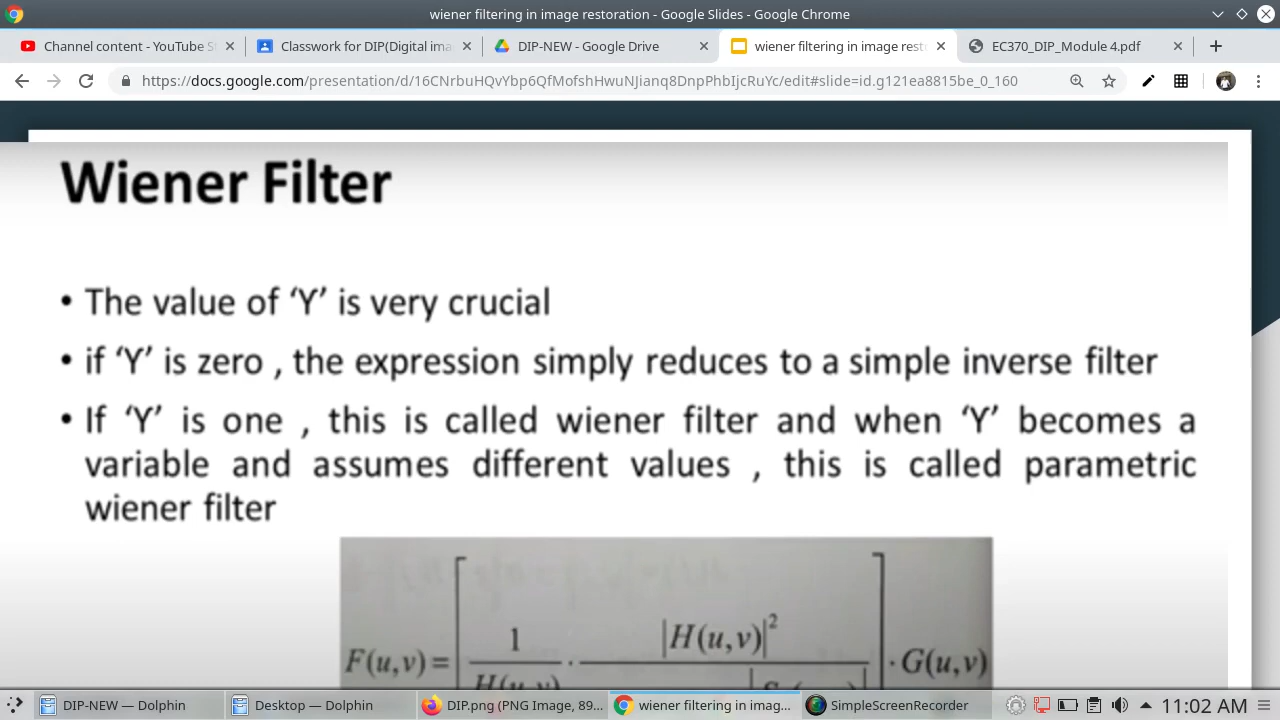 wiener filtering in image restoration - Google Slides - Google Chrome
Channel content - YouTube S
Classwork for DIP(Digital ima
DIP-NEW - Google Drive
wiener filtering in image rest
EC370_DIP_Module 4.pdf
https://docs.google.com/presentation/d/16CNrbuHQvYbp6QfMofshHwuNJianq8DnpPhbIjcRuYc/edit#slide=id.g121ea8815be_0_160
Wiener Filter
• The value of ‘Y’ is very crucial
• if ‘Y’ is zero , the expression simply reduces to a simple inverse filter
• If ‘Y’ is one , this is called wiener filter and when ‘Y’ becomes a
variable and assumes different values , this is called parametric
wiener filter
F(u,v) = [ 1 / H(u,v) · |H(u,v)|² ] · G(u,v)
DIP-NEW — Dolphin
Desktop — Dolphin
DIP.png (PNG Image, 89...
wiener filtering in imag...
SimpleScreenRecorder
11:02 AM